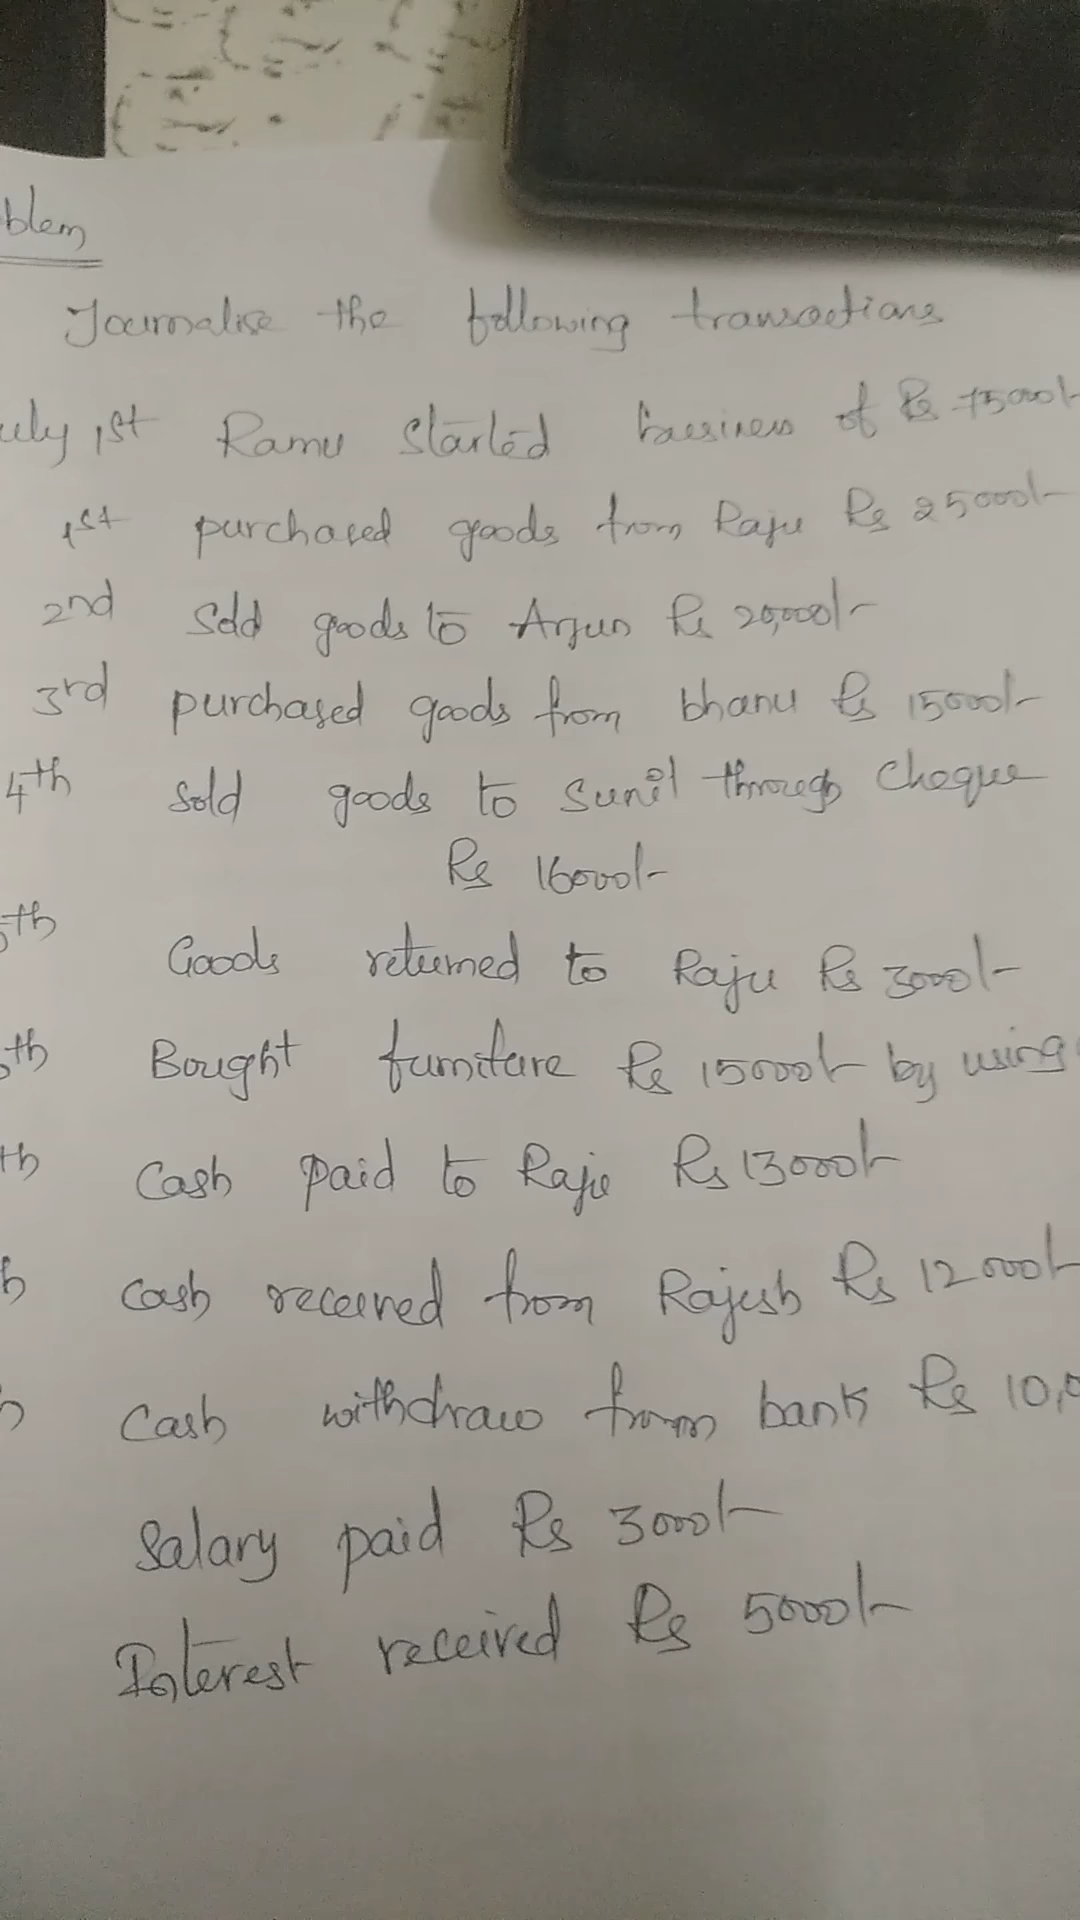 blem
Journalise the following transactions
uly 1st Ramu started business of Rs 75000/-
1st purchased goods from Raju Rs 25000/-
2nd Sold goods to Arjun Rs 20,000/-
3rd purchased goods from bhanu Rs 15000/-
4th Sold goods to Sunil through Cheque
Rs 16000/-
5th Goods returned to Raju Rs 3000/-
th Bought furniture Rs 15000/- by using
th Cash paid to Raju Rs 13000/-
h Cash received from Rajesh Rs 12000/-
Cash withdraw from bank Rs 10,0
Salary paid Rs 3000/-
Interest received Rs 5000/-